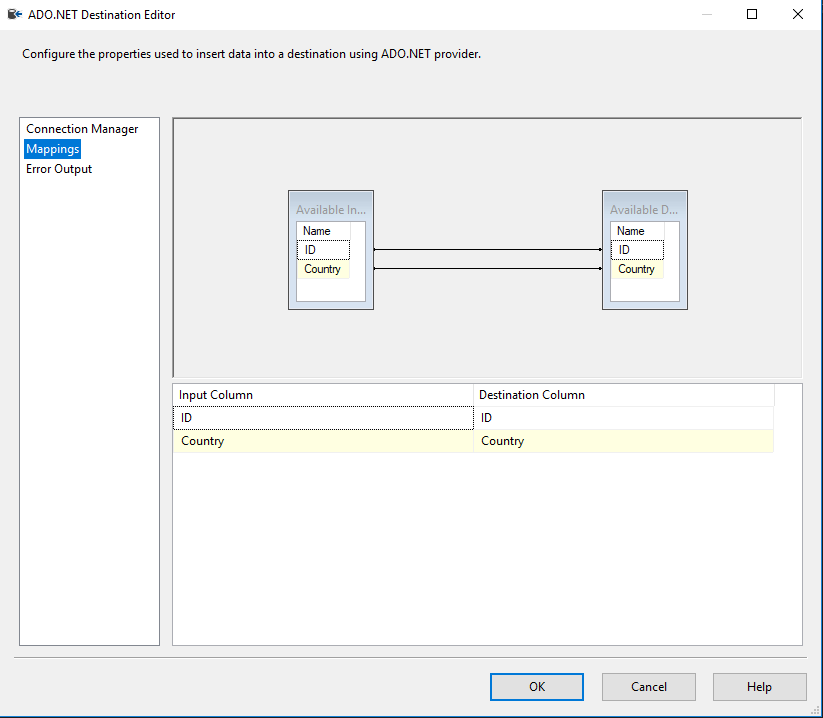 ADO.NET Destination Editor
Configure the properties used to insert data into a destination using ADO.NET provider.
Connection Manager
Mappings
Error Output
Available In...
Name
ID
Country
Available D...
Name
ID
Country
Input Column Destination Column
ID ID
Country Country
OK Cancel Help